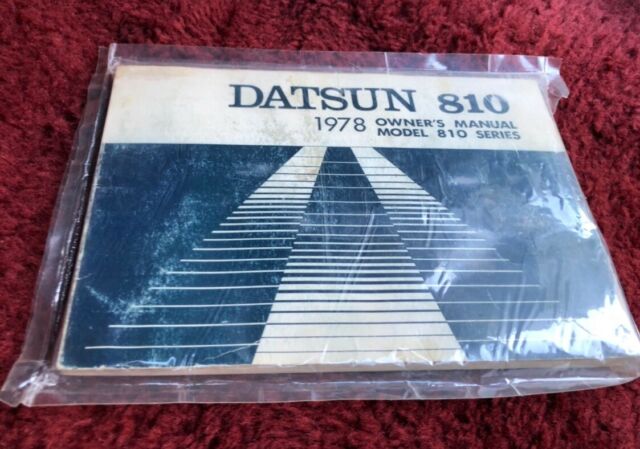 DATSUN 810
1978 OWNER'S MANUAL
MODEL 810 SERIES